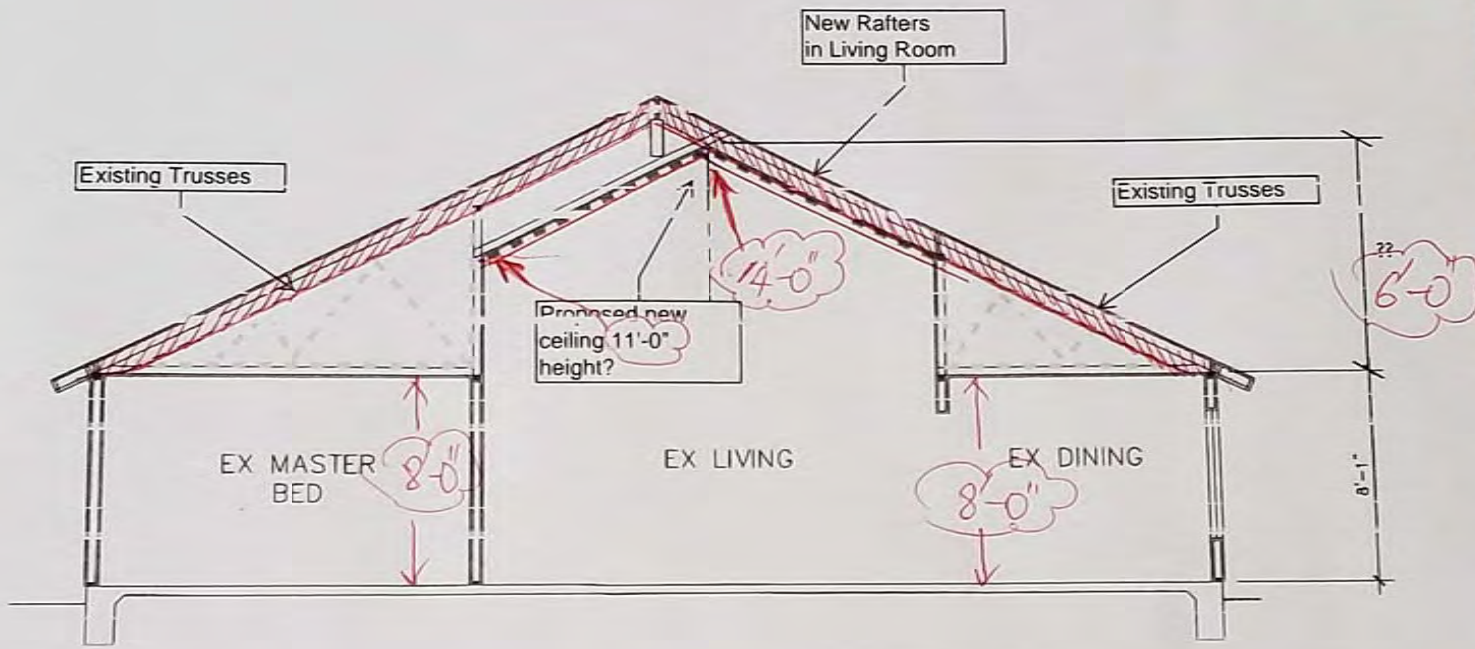 New Rafters
in Living Room
Existing Trusses
Existing Trusses
14'-0"
??
6'-0"
Proposed new
ceiling 11'-0"
height?
EX MASTER
BED
8'-0"
EX LIVING
EX DINING
8'-0"
8'-1"